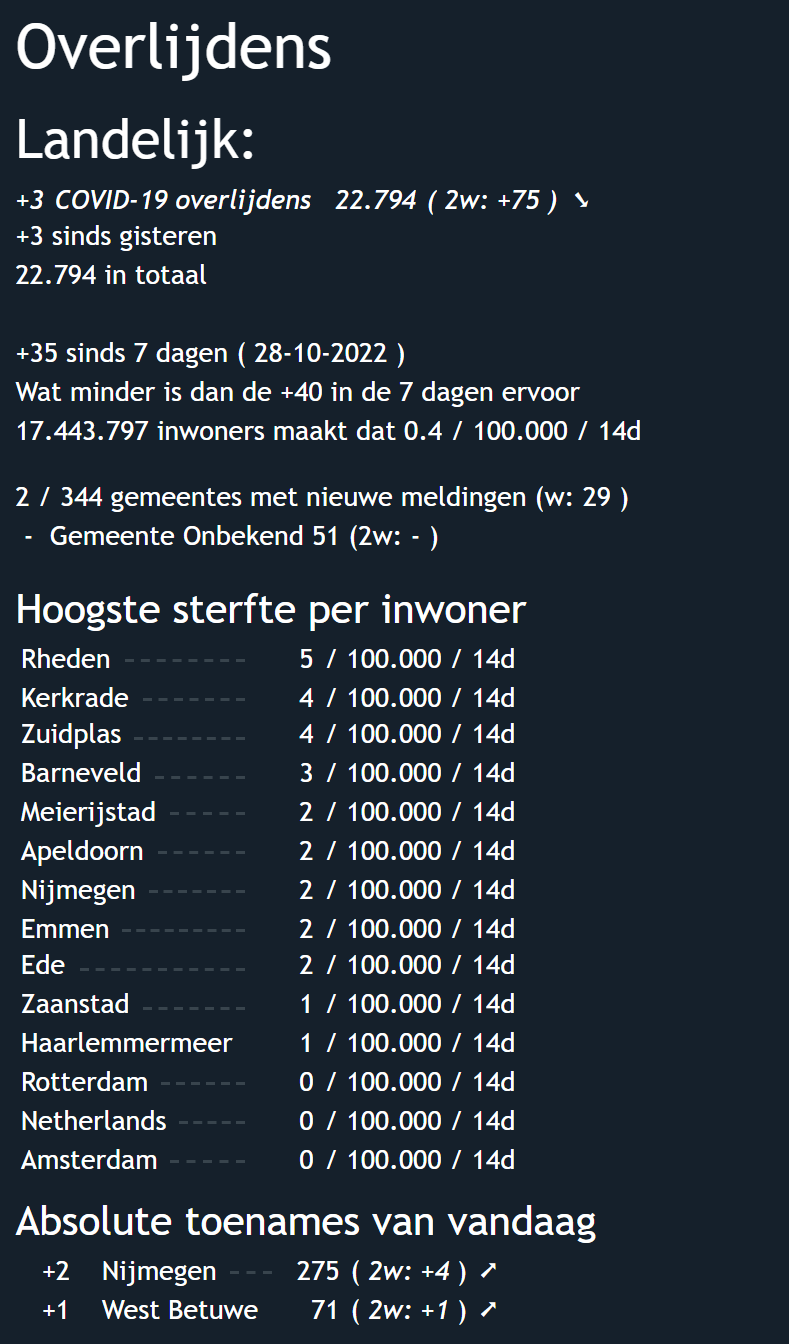 Overlijdens
Landelijk:
+3 COVID-19 overlijdens 22.794 ( 2w: +75 ) ➘
+3 sinds gisteren
22.794 in totaal
+35 sinds 7 dagen ( 28-10-2022 )
Wat minder is dan de +40 in de 7 dagen ervoor
17.443.797 inwoners maakt dat 0.4 / 100.000 / 14d
2 / 344 gemeentes met nieuwe meldingen (w: 29 )
- Gemeente Onbekend 51 (2w: - )
Hoogste sterfte per inwoner
Rheden -------- 5 / 100.000 / 14d
Kerkrade ------- 4 / 100.000 / 14d
Zuidplas -------- 4 / 100.000 / 14d
Barneveld ------ 3 / 100.000 / 14d
Meierijstad ----- 2 / 100.000 / 14d
Apeldoorn ------ 2 / 100.000 / 14d
Nijmegen ------- 2 / 100.000 / 14d
Emmen --------- 2 / 100.000 / 14d
Ede ----------- 2 / 100.000 / 14d
Zaanstad ------- 1 / 100.000 / 14d
Haarlemmermeer 1 / 100.000 / 14d
Rotterdam ------ 0 / 100.000 / 14d
Netherlands ----- 0 / 100.000 / 14d
Amsterdam ----- 0 / 100.000 / 14d
Absolute toenames van vandaag
+2 Nijmegen --- 275 ( 2w: +4 ) ➚
+1 West Betuwe 71 ( 2w: +1 ) ➚